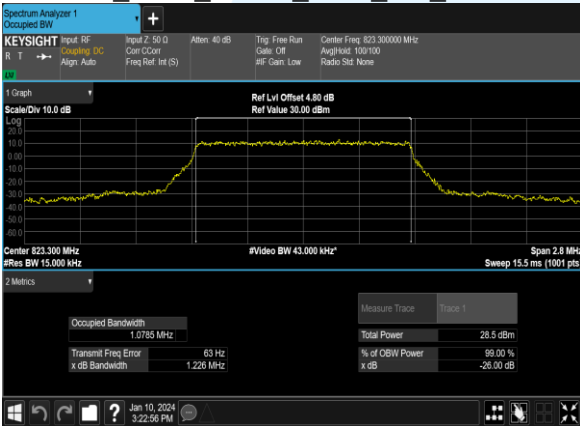 Spectrum Analyzer 1
Occupied BW
+
KEYSIGHT Input: RF Input Z: 50 Ω Atten: 40 dB Trig: Free Run Center Freq: 823.300000 MHz
R T Coupling: DC Corr CCorr Gate: Off Avg|Hold: 100/100
Align: Auto Freq Ref: Int (S) #IF Gain: Low Radio Std: None
LXI
1 Graph
Ref Lvl Offset 4.80 dB
Scale/Div 10.0 dB Ref Value 30.00 dBm
Log
20.0
10.0
0.00
-10.0
-20.0
-30.0
-40.0
-50.0
-60.0
Center 823.300 MHz #Video BW 43.000 kHz* Span 2.8 MHz
#Res BW 15.000 kHz Sweep 15.5 ms (1001 pts)
2 Metrics
Measure Trace Trace 1
Occupied Bandwidth
1.0785 MHz Total Power 28.5 dBm
Transmit Freq Error 63 Hz % of OBW Power 99.00 %
x dB Bandwidth 1.226 MHz x dB -26.00 dB
? Jan 10, 2024
3:22:56 PM